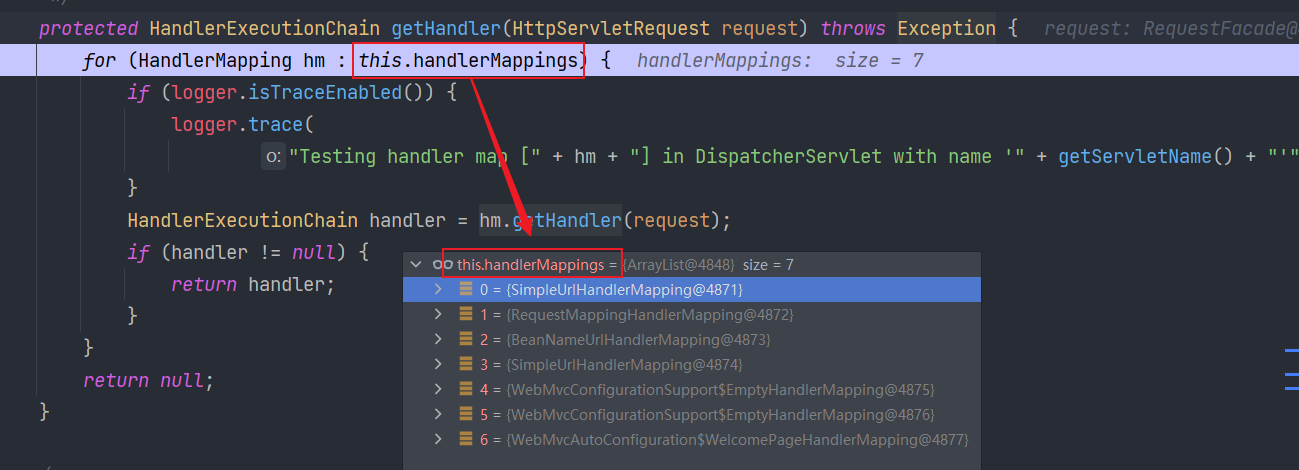 */
protected HandlerExecutionChain getHandler(HttpServletRequest request) throws Exception { request: RequestFacade@
for (HandlerMapping hm : this.handlerMappings) { handlerMappings: size = 7
if (logger.isTraceEnabled()) {
logger.trace(
o: "Testing handler map [" + hm + "] in DispatcherServlet with name '" + getServletName() + "'"
}
HandlerExecutionChain handler = hm.getHandler(request);
if (handler != null) {
return handler;
}
}
return null;
}
this.handlerMappings = {ArrayList@4848} size = 7
0 = {SimpleUrlHandlerMapping@4871}
1 = {RequestMappingHandlerMapping@4872}
2 = {BeanNameUrlHandlerMapping@4873}
3 = {SimpleUrlHandlerMapping@4874}
4 = {WebMvcConfigurationSupport$EmptyHandlerMapping@4875}
5 = {WebMvcConfigurationSupport$EmptyHandlerMapping@4876}
6 = {WebMvcAutoConfiguration$WelcomePageHandlerMapping@4877}